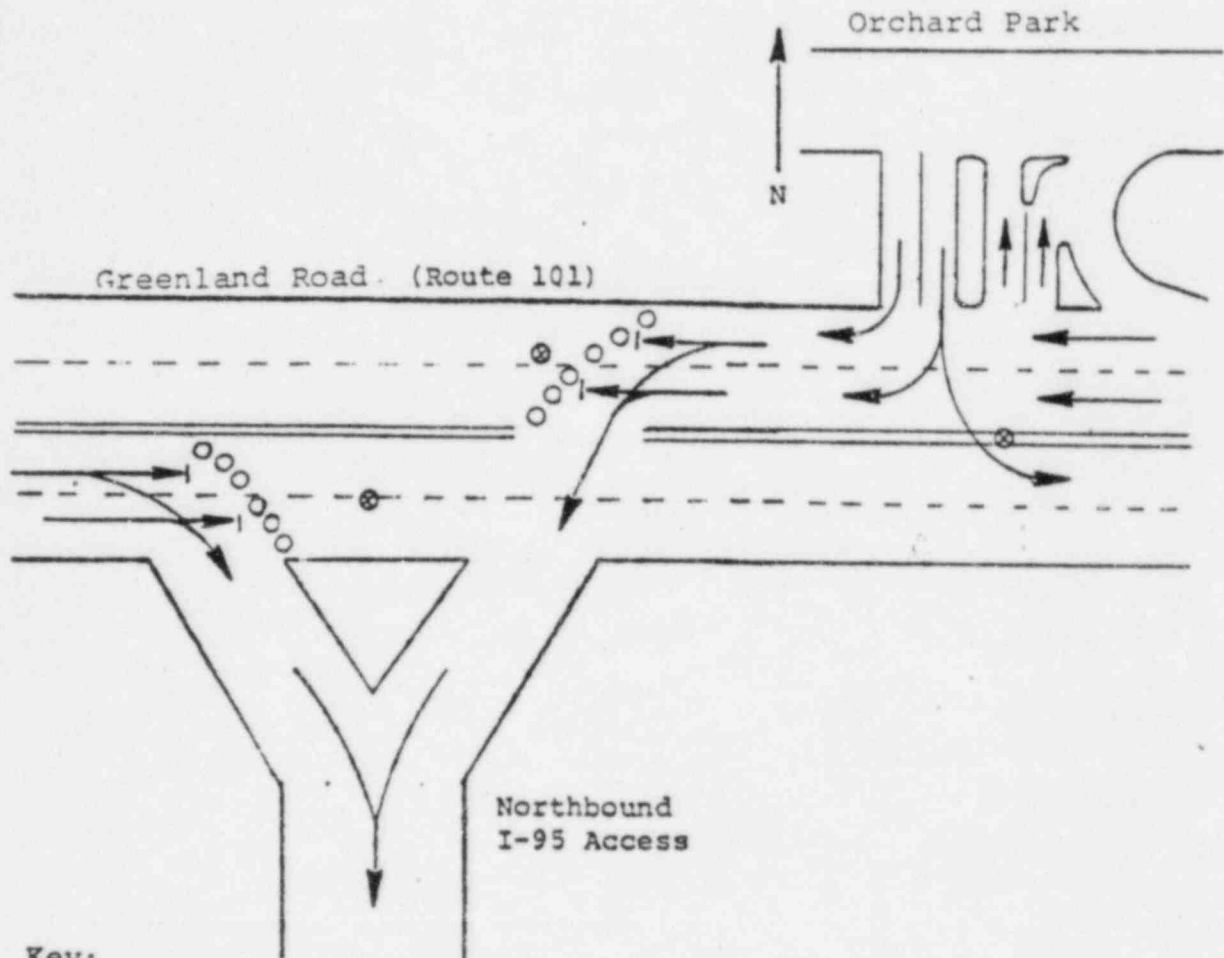 Orchard Park
N
Greenland Road (Route 101)
Northbound
I-95 Access
Key: